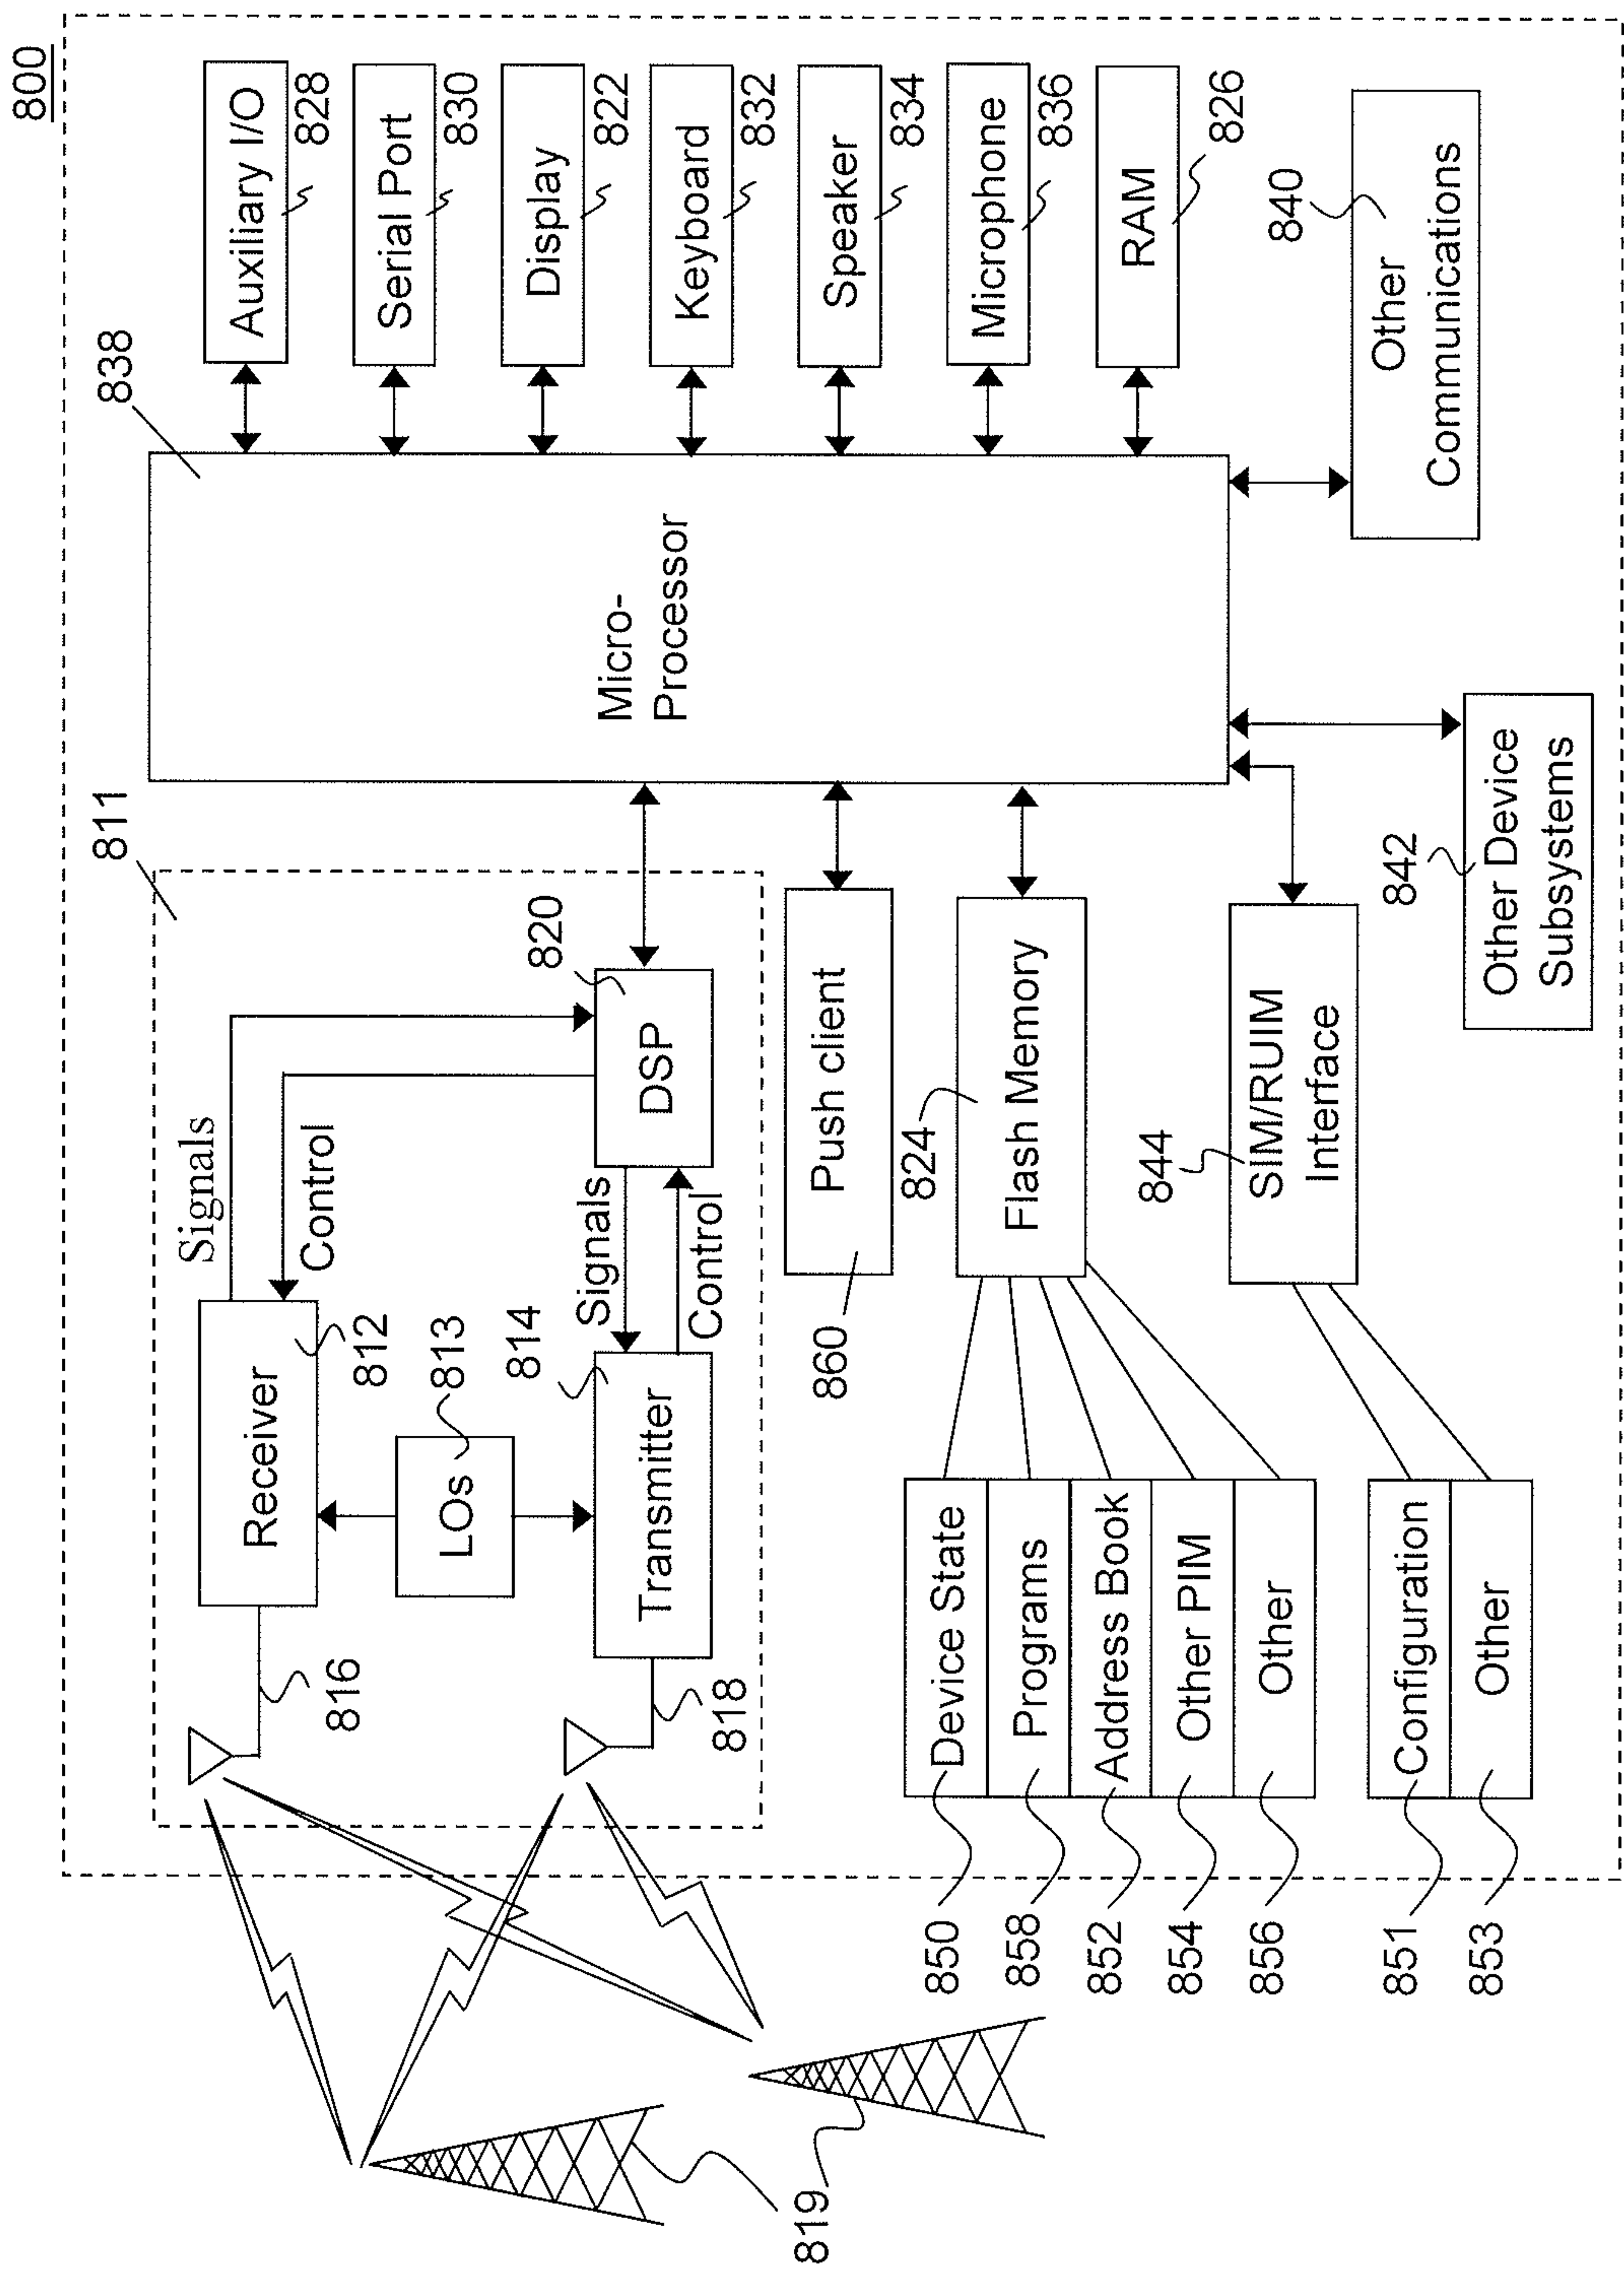 800
811
838
Signals
Control
Receiver
812
816
LOs
813
814
Transmitter
818
Signals
Control
820
DSP
819
Micro-
Processor
Auxiliary I/O
828
Serial Port
830
Display
822
Keyboard
832
Speaker
834
Microphone
836
RAM
826
Other
Communications
840
Push client
860
Flash Memory
824
Device State
850
Programs
858
Address Book
852
Other PIM
854
Other
856
SIM/RUIM
Interface
844
Configuration
851
Other
853
Other Device
Subsystems
842